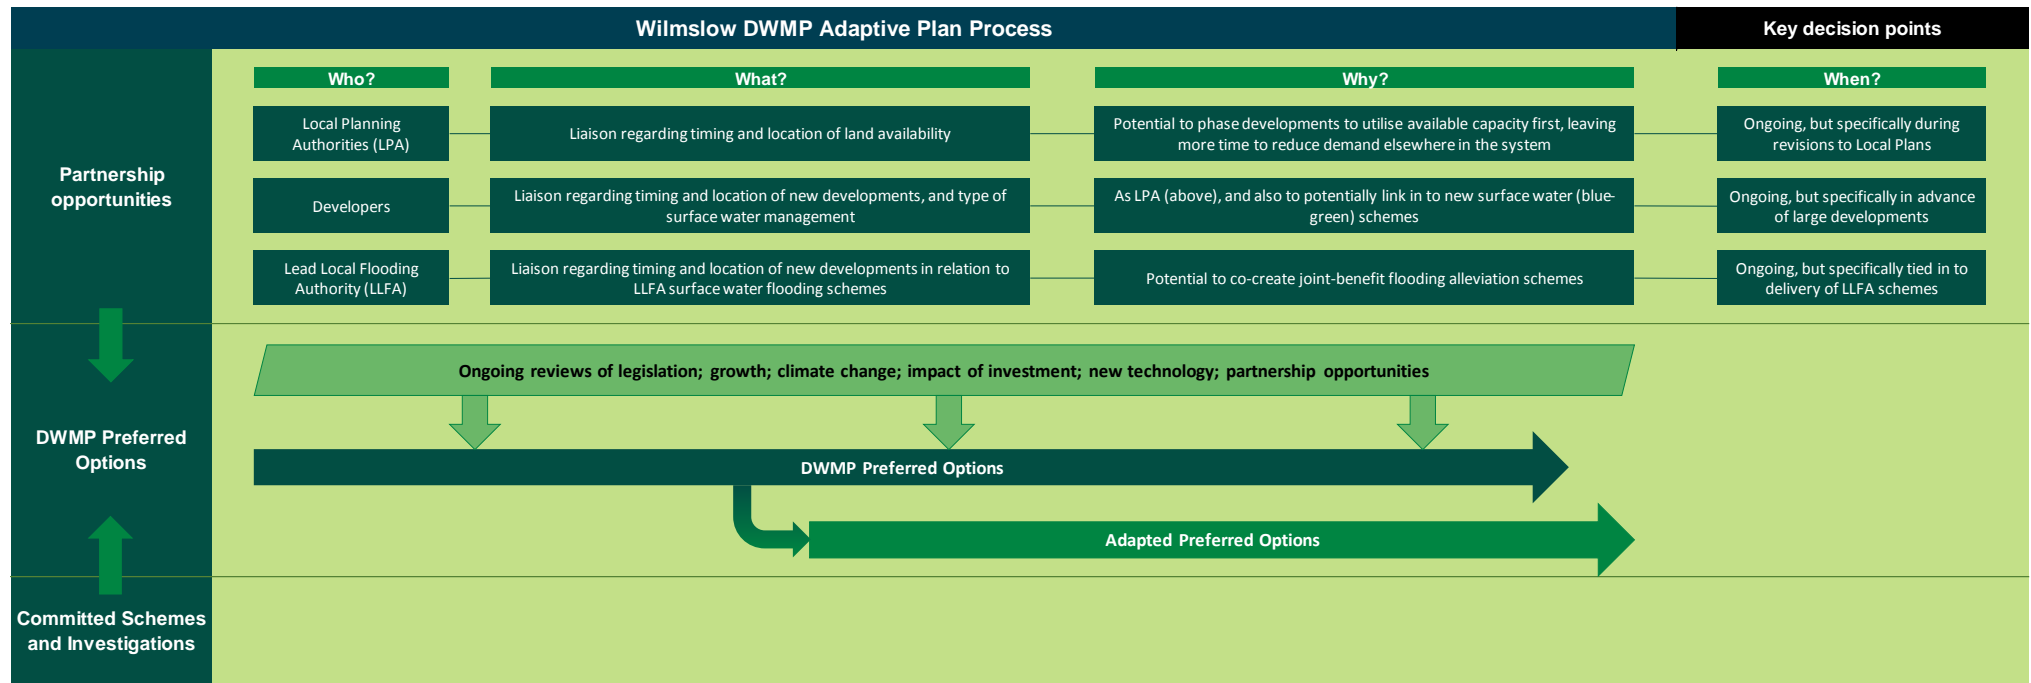 Wilmslow DWMP Adaptive Plan Process
Key decision points
Who?
What?
Why?
When?
Partnership
opportunities
Local Planning
Authorities (LPA)
Liaison regarding timing and location of land availability
Potential to phase developments to utilise available capacity first, leaving
more time to reduce demand elsewhere in the system
Ongoing, but specifically during
revisions to Local Plans
Developers
Liaison regarding timing and location of new developments, and type of
surface water management
As LPA (above), and also to potentially link in to new surface water (blue-
green) schemes
Ongoing, but specifically in advance
of large developments
Lead Local Flooding
Authority (LLFA)
Liaison regarding timing and location of new developments in relation to
LLFA surface water flooding schemes
Potential to co-create joint-benefit flooding alleviation schemes
Ongoing, but specifically tied in to
delivery of LLFA schemes
DWMP Preferred
Options
Ongoing reviews of legislation; growth; climate change; impact of investment; new technology; partnership opportunities
DWMP Preferred Options
Adapted Preferred Options
Committed Schemes
and Investigations